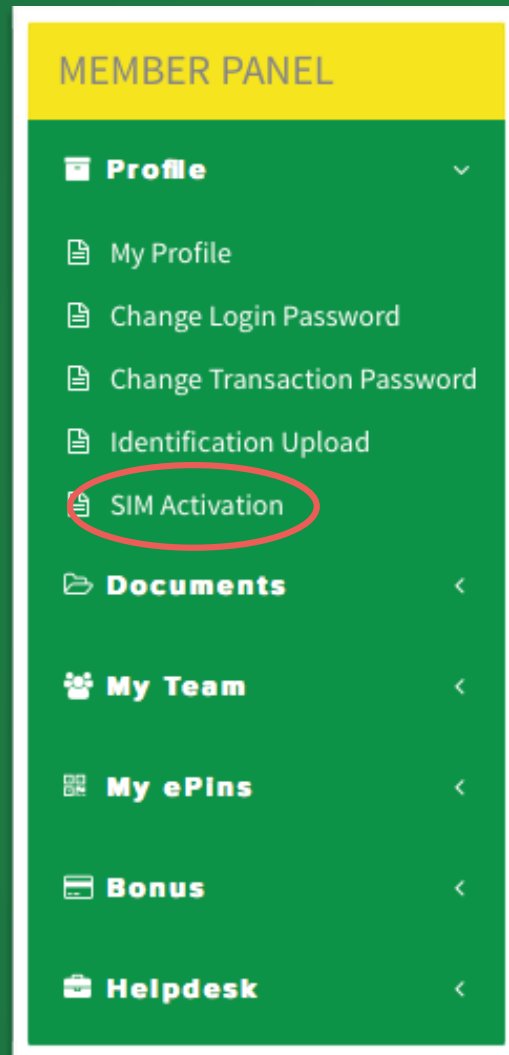 MEMBER PANEL
Profile
My Profile
Change Login Password
Change Transaction Password
Identification Upload
SIM Activation
Documents
My Team
My ePins
Bonus
Helpdesk